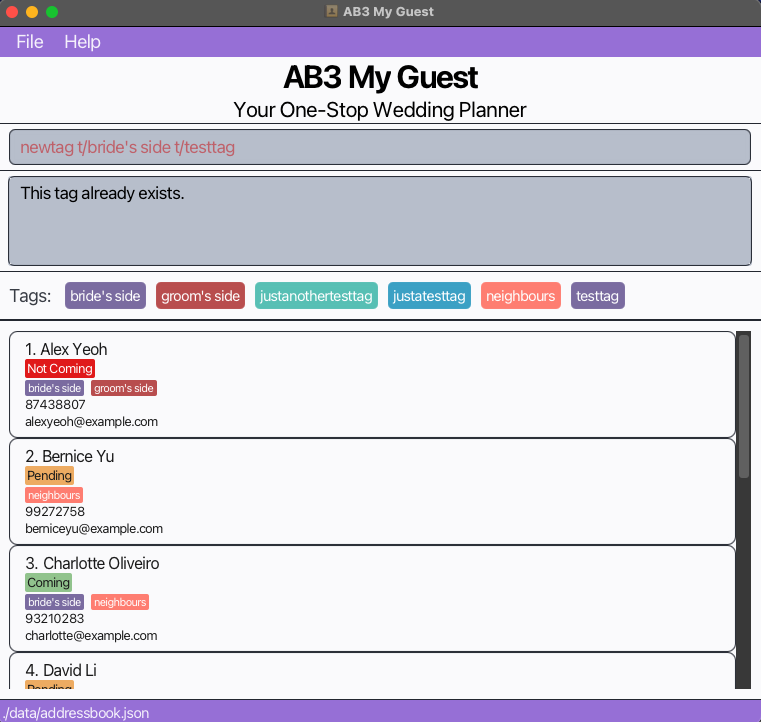 AB3 My Guest
File Help
AB3 My Guest
Your One-Stop Wedding Planner
newtag t/bride's side t/testtag
This tag already exists.
Tags: bride's side groom's side justanothertesttag justatesttag neighbours testtag
1. Alex Yeoh
Not Coming
bride's side groom's side
87438807
alexyeoh@example.com
2. Bernice Yu
Pending
neighbours
99272758
berniceyu@example.com
3. Charlotte Oliveiro
Coming
bride's side neighbours
93210283
charlotte@example.com
4. David Li
Pending
./data/addressbook.json